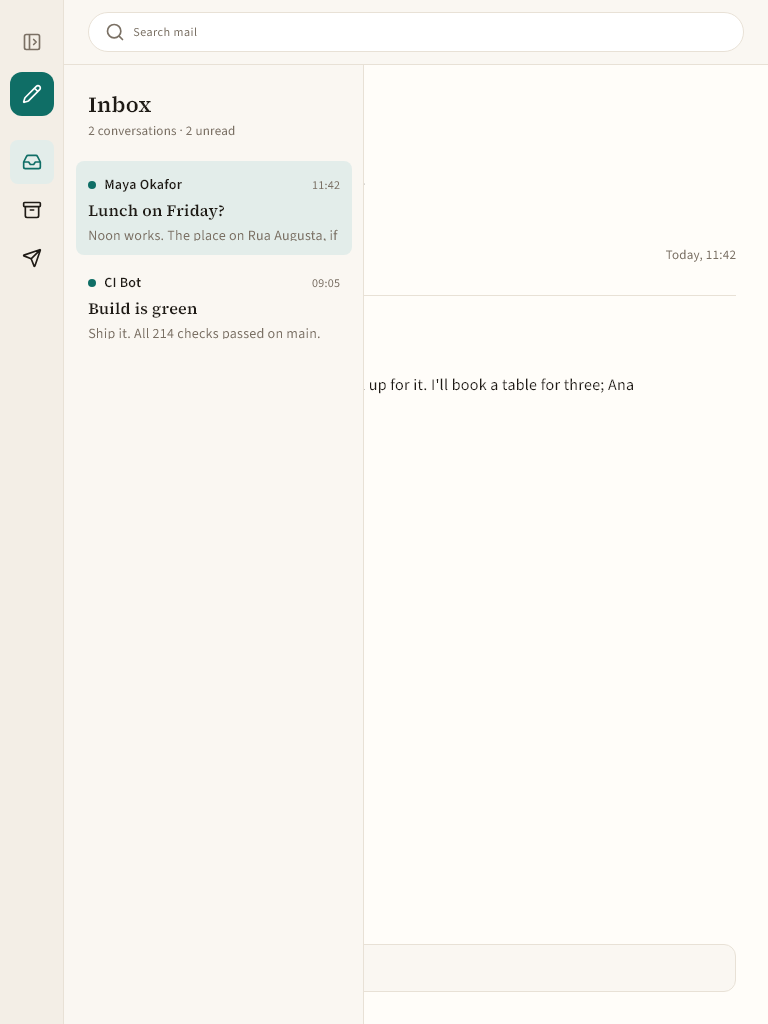 Search mail
Inbox
2 conversations · 2 unread
Maya Okafor 11:42
Lunch on Friday?
Noon works. The place on Rua Augusta, if
CI Bot 09:05
Build is green
Ship it. All 214 checks passed on main.
Today, 11:42
up for it. I'll book a table for three; Ana